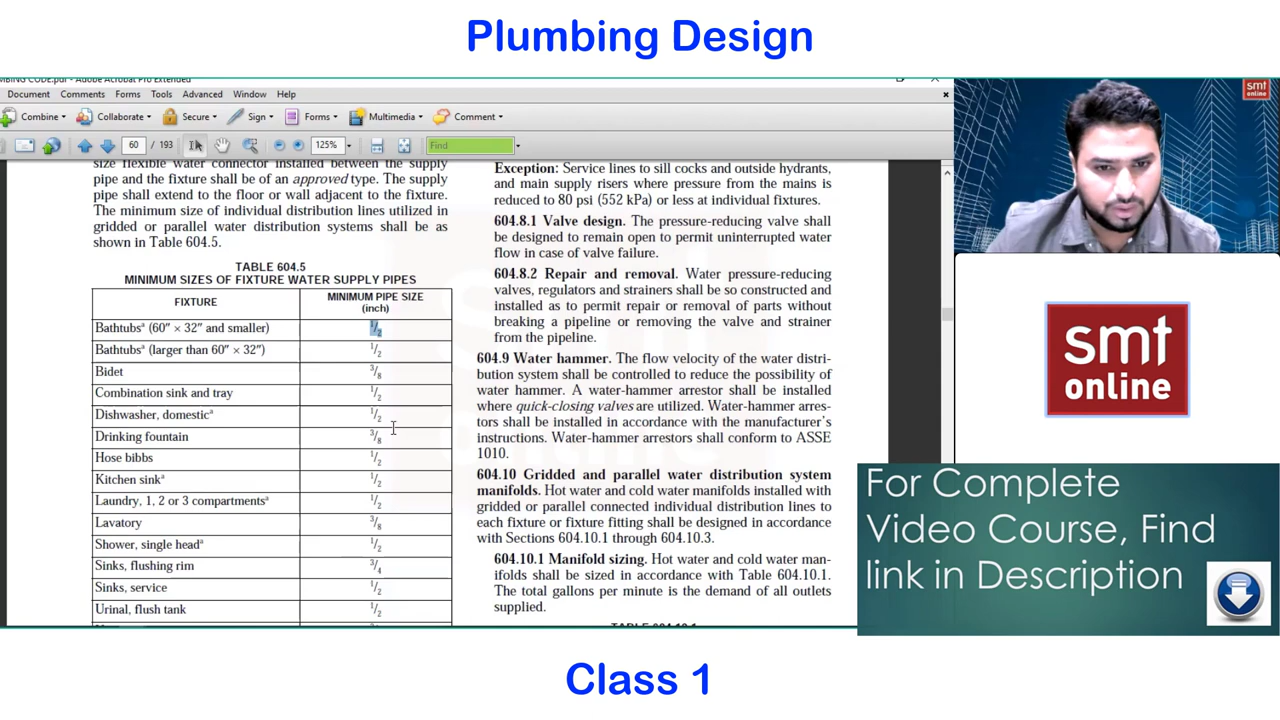 Plumbing Design
MBING CODE.pdf - Adobe Acrobat Pro Extended
Document Comments Forms Tools Advanced Window Help
Combine Collaborate Secure Sign Forms Multimedia Comment
60 / 193 125% Find
size flexible water connector installed between the supply
pipe and the fixture shall be of an approved type. The supply
pipe shall extend to the floor or wall adjacent to the fixture.
The minimum size of individual distribution lines utilized in
gridded or parallel water distribution systems shall be as
shown in Table 604.5.
TABLE 604.5
MINIMUM SIZES OF FIXTURE WATER SUPPLY PIPES
FIXTURE MINIMUM PIPE SIZE
(inch)
Bathtubsª (60″ × 32″ and smaller) 1/2
Bathtubsª (larger than 60″ × 32″) 1/2
Bidet 3/8
Combination sink and tray 1/2
Dishwasher, domesticª 1/2
Drinking fountain 3/8
Hose bibbs 1/2
Kitchen sinkª 1/2
Laundry, 1, 2 or 3 compartmentsª 1/2
Lavatory 3/8
Shower, single headª 1/2
Sinks, flushing rim 3/4
Sinks, service 1/2
Urinal, flush tank 1/2
Exception: Service lines to sill cocks and outside hydrants,
and main supply risers where pressure from the mains is
reduced to 80 psi (552 kPa) or less at individual fixtures.
604.8.1 Valve design. The pressure-reducing valve shall
be designed to remain open to permit uninterrupted water
flow in case of valve failure.
604.8.2 Repair and removal. Water pressure-reducing
valves, regulators and strainers shall be so constructed and
installed as to permit repair or removal of parts without
breaking a pipeline or removing the valve and strainer
from the pipeline.
604.9 Water hammer. The flow velocity of the water distri-
bution system shall be controlled to reduce the possibility of
water hammer. A water-hammer arrestor shall be installed
where quick-closing valves are utilized. Water-hammer arres-
tors shall be installed in accordance with the manufacturer's
instructions. Water-hammer arrestors shall conform to ASSE
1010.
604.10 Gridded and parallel water distribution system
manifolds. Hot water and cold water manifolds installed with
gridded or parallel connected individual distribution lines to
each fixture or fixture fitting shall be designed in accordance
with Sections 604.10.1 through 604.10.3.
604.10.1 Manifold sizing. Hot water and cold water man-
ifolds shall be sized in accordance with Table 604.10.1.
The total gallons per minute is the demand of all outlets
supplied.
TABLE 604.10.1
smt
online
smt
online
For Complete
Video Course, Find
link in Description
Class 1